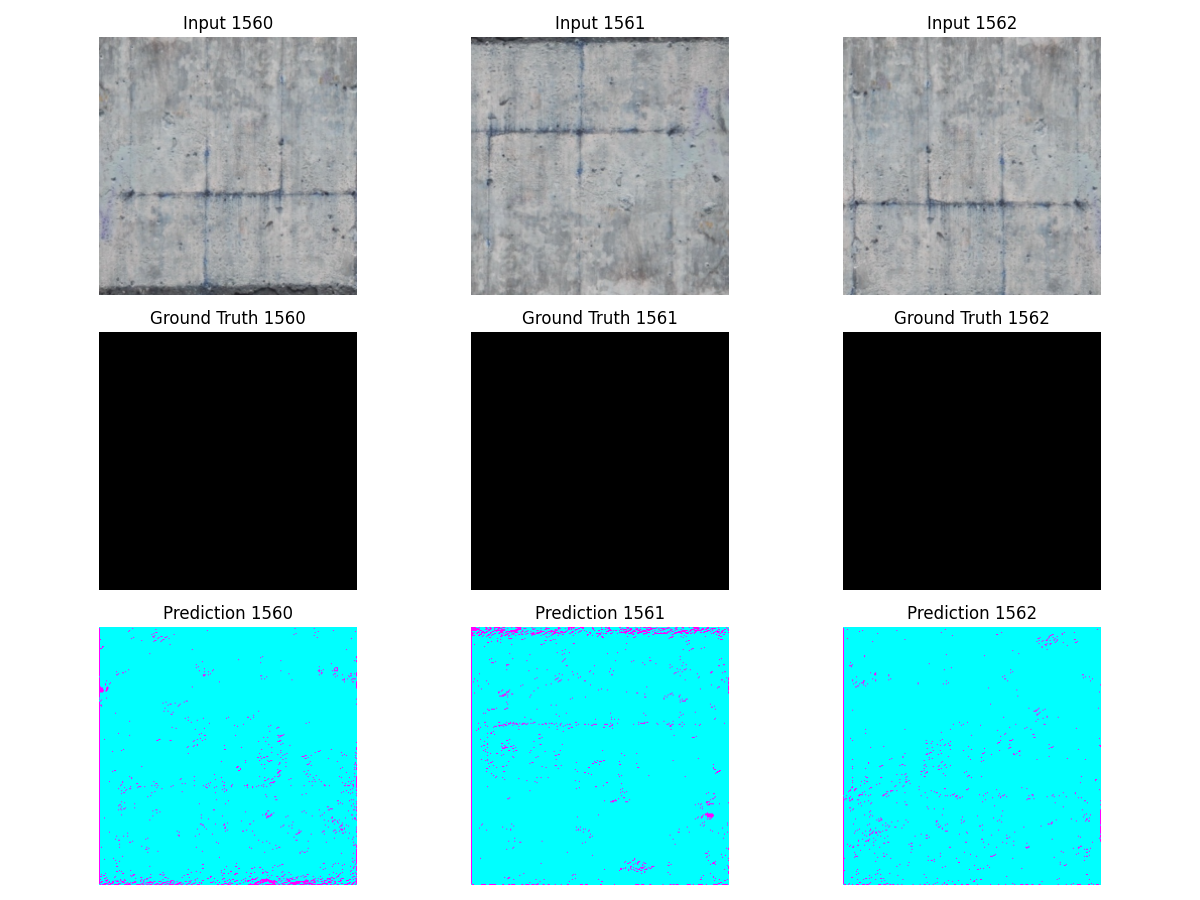 Input 1560
Input 1561
Input 1562
Ground Truth 1560
Ground Truth 1561
Ground Truth 1562
Prediction 1560
Prediction 1561
Prediction 1562